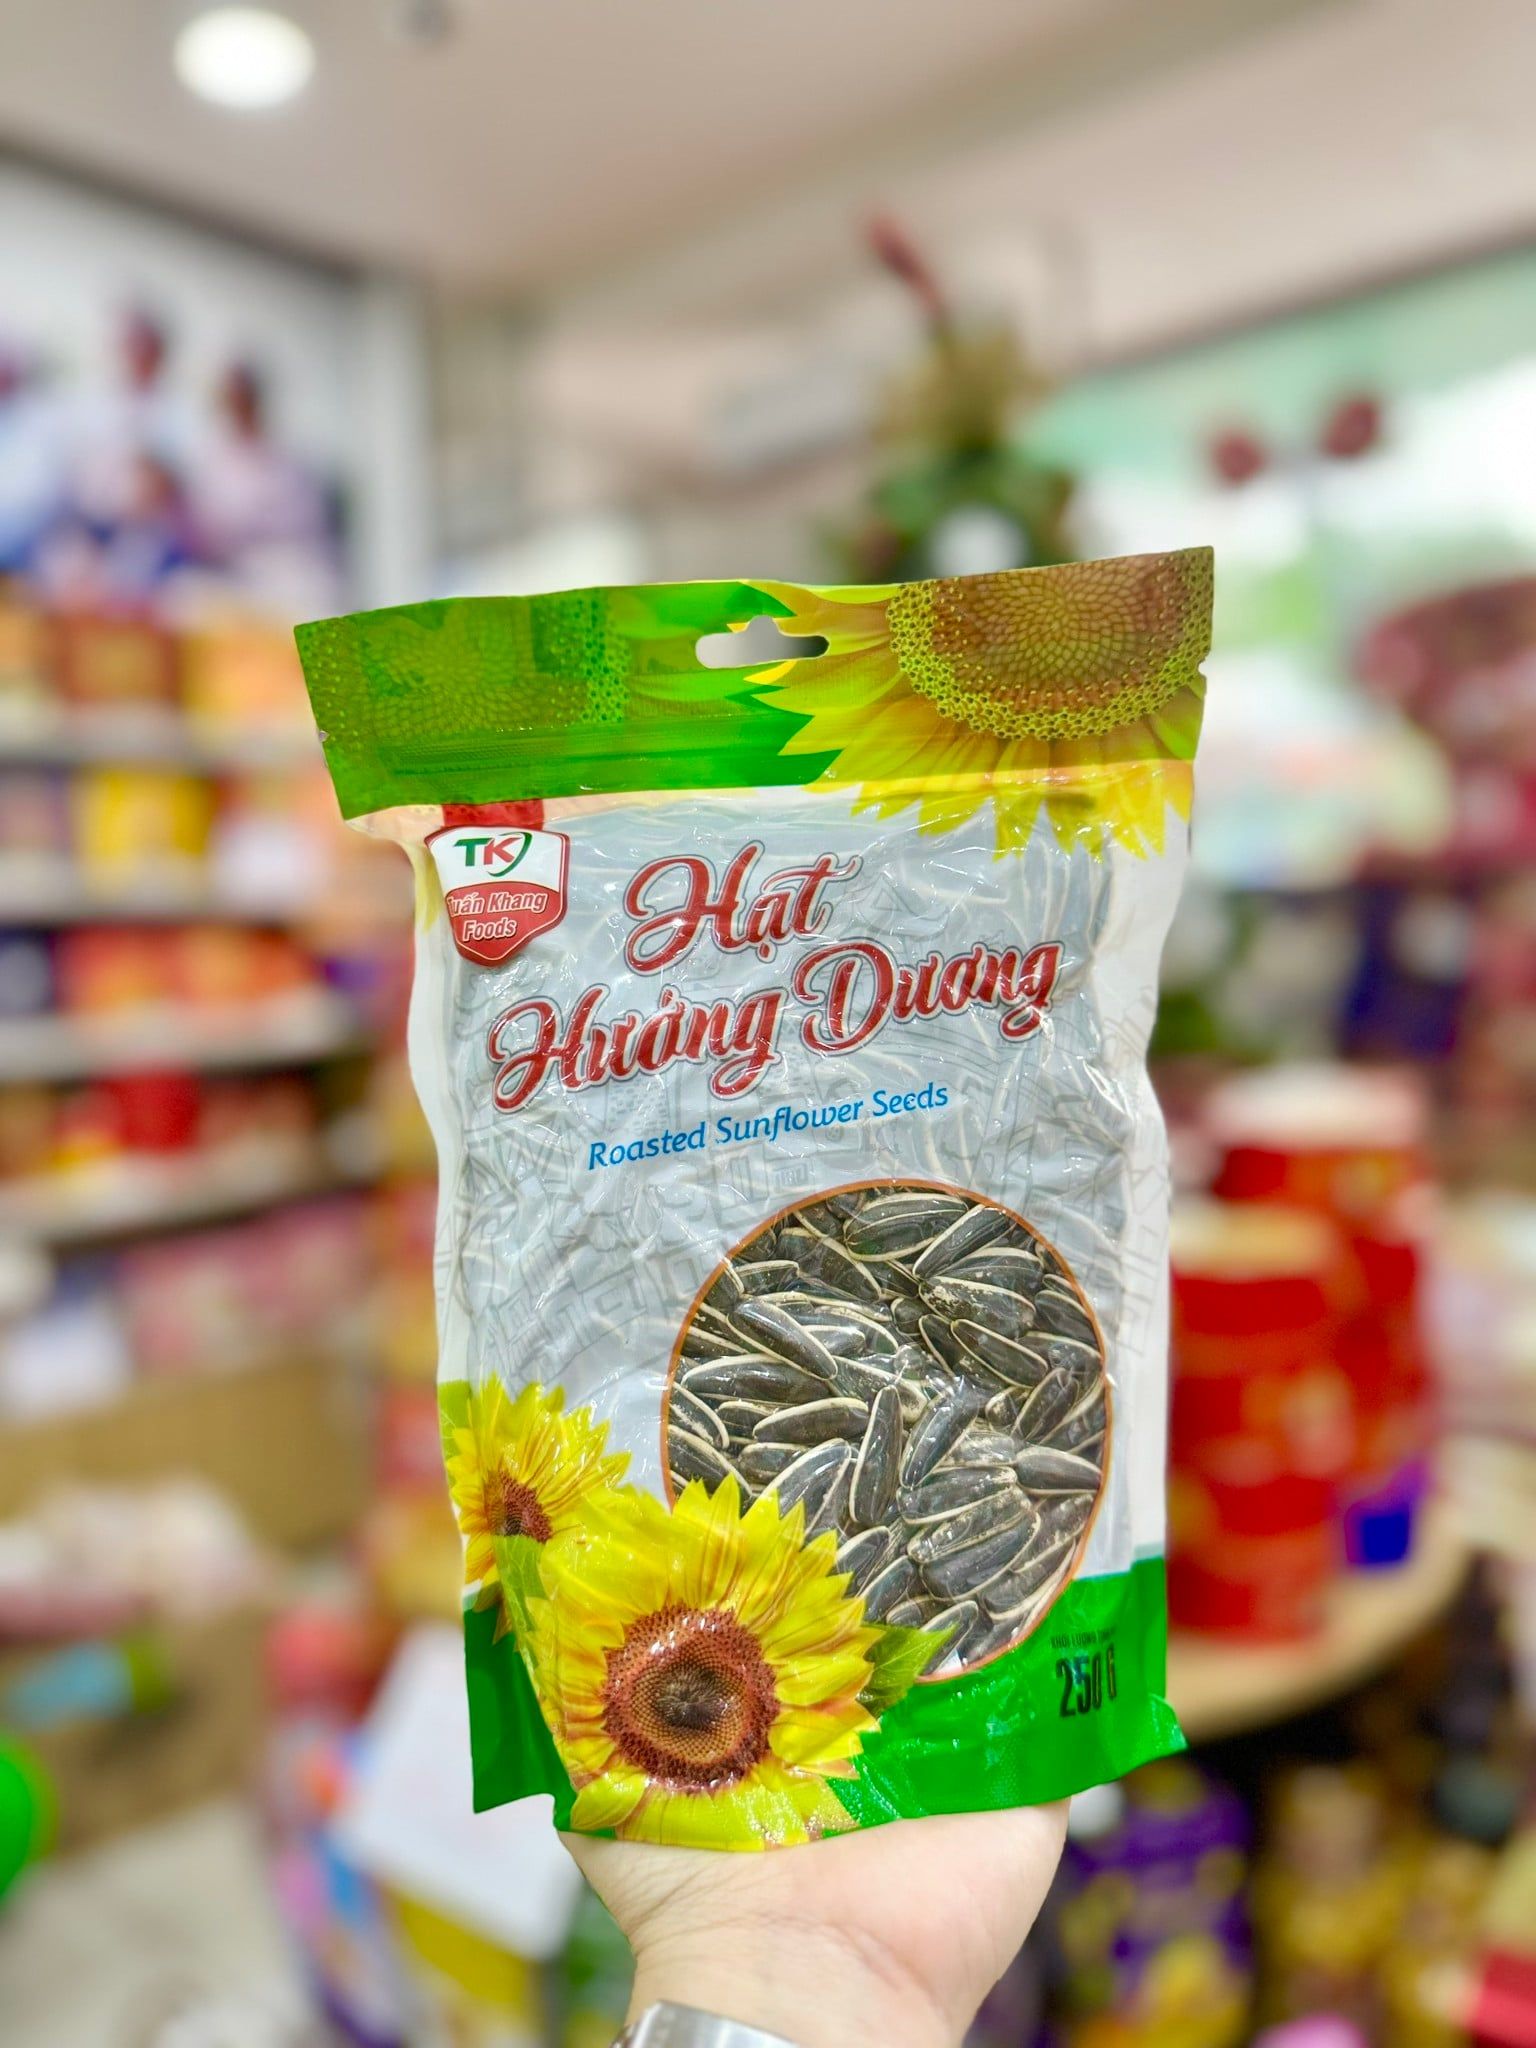 TK
Tuấn Khang
Foods
Hạt
Hướng Dương
Roasted Sunflower Seeds
250 G